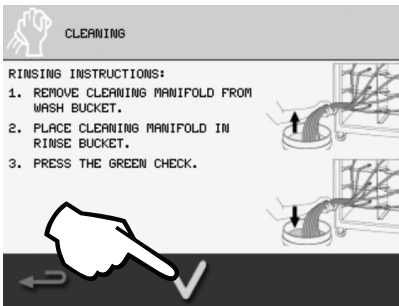 CLEANING
RINSING INSTRUCTIONS:
1. REMOVE CLEANING MANIFOLD FROM
WASH BUCKET.
2. PLACE CLEANING MANIFOLD IN
RINSE BUCKET.
3. PRESS THE GREEN CHECK.